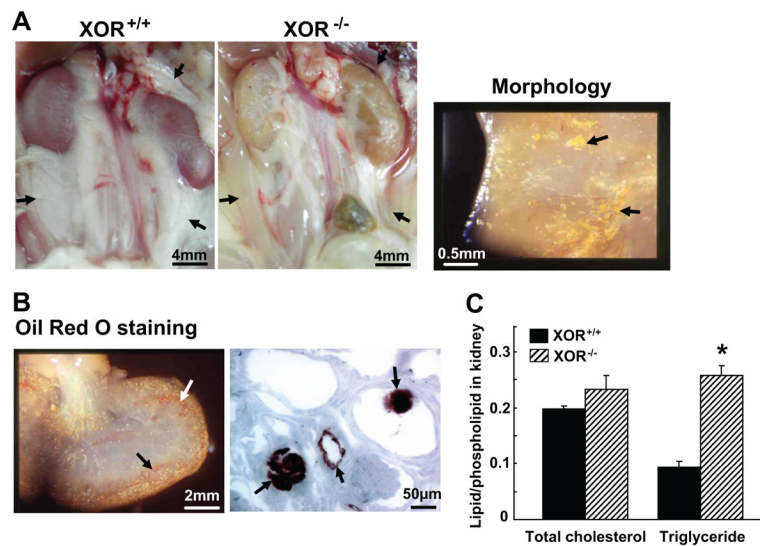 A
XOR+/+
XOR -/-
4mm
4mm
Morphology
0.5mm
B
Oil Red O staining
2mm
50µm
C
XOR+/+
XOR-/-
*
Lipid/phospholipid in kidney
0.3
0.2
0.1
0
Total cholesterol
Triglyceride